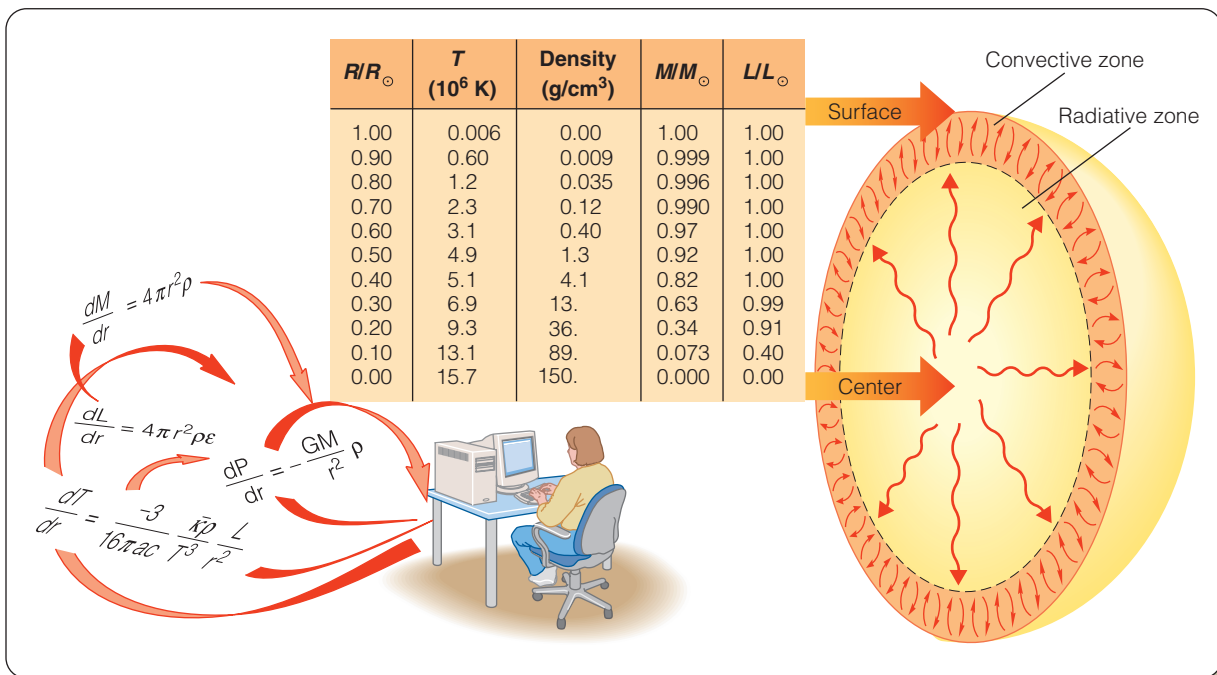 R/R☉ T (10⁶ K) Density (g/cm³) M/M☉ L/L☉
1.00 0.006 0.00 1.00 1.00
0.90 0.60 0.009 0.999 1.00
0.80 1.2 0.035 0.996 1.00
0.70 2.3 0.12 0.990 1.00
0.60 3.1 0.40 0.97 1.00
0.50 4.9 1.3 0.92 1.00
0.40 5.1 4.1 0.82 1.00
0.30 6.9 13. 0.63 0.99
0.20 9.3 36. 0.34 0.91
0.10 13.1 89. 0.073 0.40
0.00 15.7 150. 0.000 0.00
Surface
Center
Convective zone
Radiative zone
dM/dr = 4πr²ρ
dL/dr = 4πr²ρε
dP/dr = - GM/r² ρ
dT/dr = -3/16πac κ̄ρ/T³ L/r²